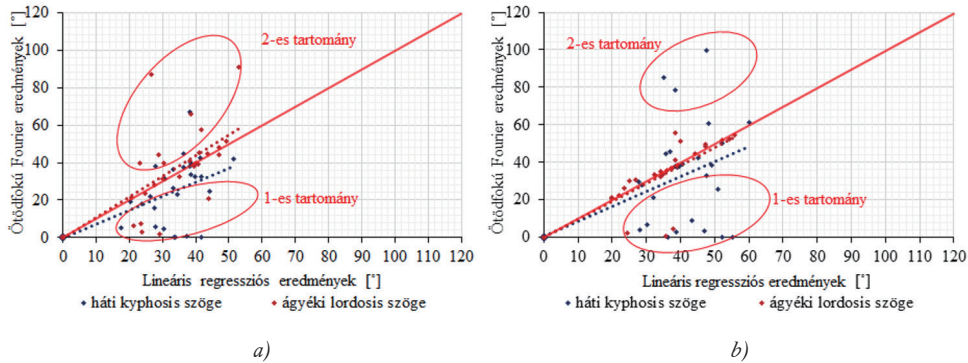 Ötödfokú Fourier eredmények [°]
120
100
80
60
40
20
0
2-es tartomány
1-es tartomány
0 10 20 30 40 50 60 70 80 90 100 110 120
Lineáris regressziós eredmények [°]
háti kyphosis szöge ágyéki lordosis szöge
a)
Ötödfokú Fourier eredmények [°]
120
100
80
60
40
20
0
2-es tartomány
1-es tartomány
0 10 20 30 40 50 60 70 80 90 100 110 120
Lineáris regressziós eredmények [°]
háti kyphosis szöge ágyéki lordosis szöge
b)